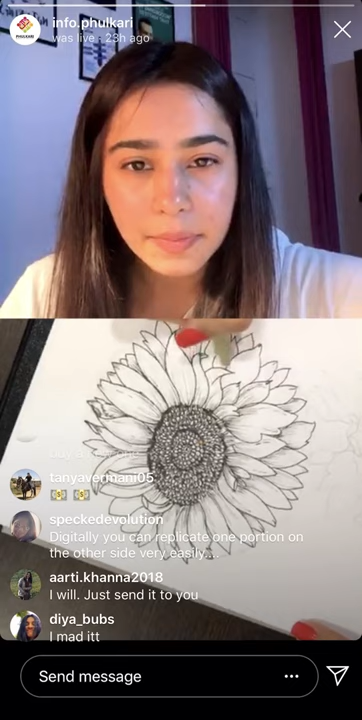 info.phulkari
was live · 23h ago
PHULKARI
tanyavermani05
💵 💵
speckedevolution
Digitally you can replicate one portion on
the other side very easily....
aarti.khanna2018
I will. Just send it to you
diya_bubs
I mad itt
Send message